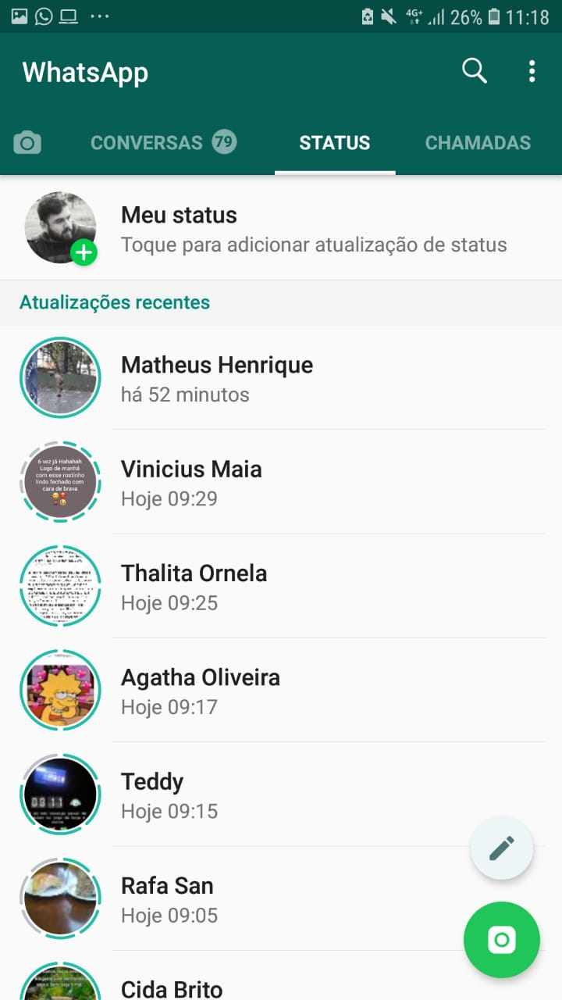 4G+ 26% 11:18
WhatsApp
CONVERSAS 79 STATUS CHAMADAS
Meu status
Toque para adicionar atualização de status
Atualizações recentes
Matheus Henrique
há 52 minutos
6 vez já Hahahah
Logo de manhã
com esse rostinho
lindo fechado com
cara de brava
Vinicius Maia
Hoje 09:29
Thalita Ornela
Hoje 09:25
Agatha Oliveira
Hoje 09:17
Teddy
Hoje 09:15
Rafa San
Hoje 09:05
Cida Brito